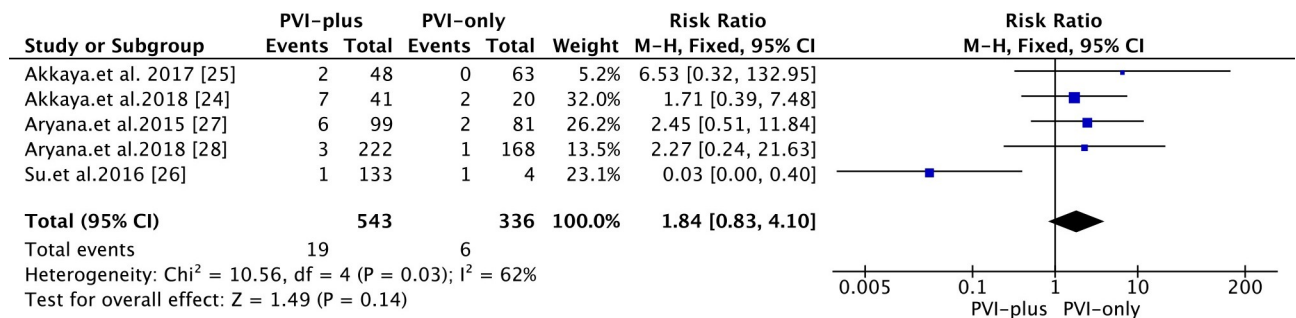 PVI-plus PVI-only Risk Ratio Risk Ratio
Study or Subgroup Events Total Events Total Weight M-H, Fixed, 95% CI M-H, Fixed, 95% CI
Akkaya.et al. 2017 [25] 2 48 0 63 5.2% 6.53 [0.32, 132.95]
Akkaya.et al.2018 [24] 7 41 2 20 32.0% 1.71 [0.39, 7.48]
Aryana.et al.2015 [27] 6 99 2 81 26.2% 2.45 [0.51, 11.84]
Aryana.et al.2018 [28] 3 222 1 168 13.5% 2.27 [0.24, 21.63]
Su.et al.2016 [26] 1 133 1 4 23.1% 0.03 [0.00, 0.40]
Total (95% CI) 543 336 100.0% 1.84 [0.83, 4.10]
Total events 19 6
Heterogeneity: Chi² = 10.56, df = 4 (P = 0.03); I² = 62%
Test for overall effect: Z = 1.49 (P = 0.14)
0.005 0.1 1 10 200
PVI-plus PVI-only